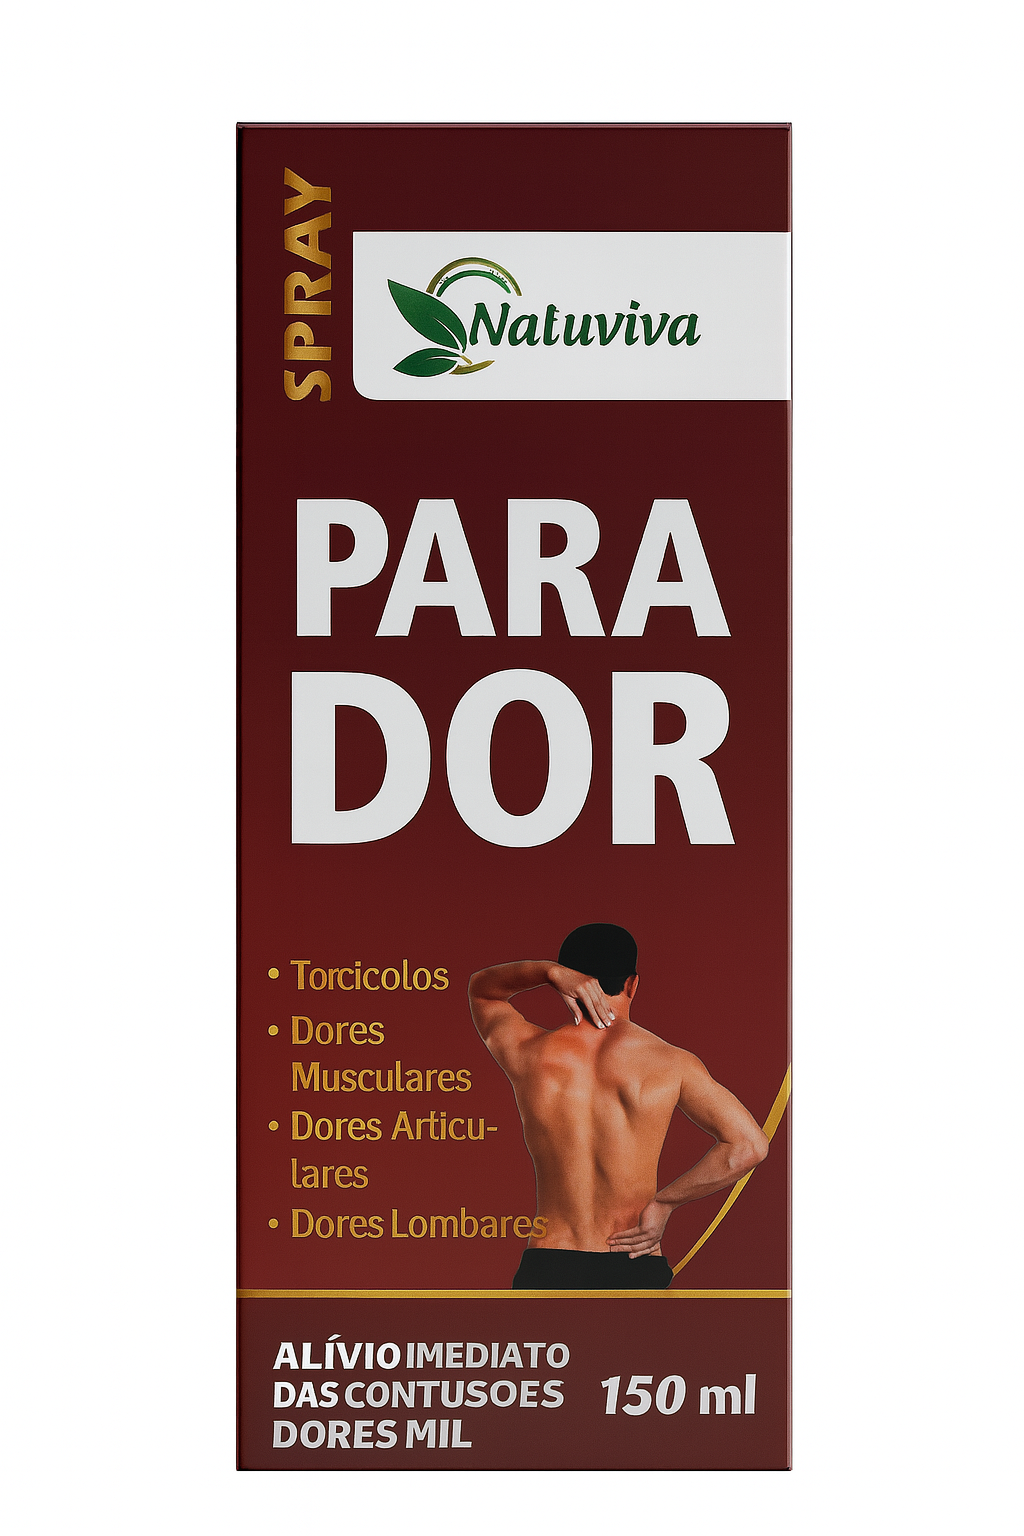 SPRAY
Natuviva
PARA
DOR
• Torcicolos
• Dores
Musculares
• Dores Articu-
lares
• Dores Lombares
ALÍVIO IMEDIATO
DAS CONTUSOES
DORES MIL
150 ml